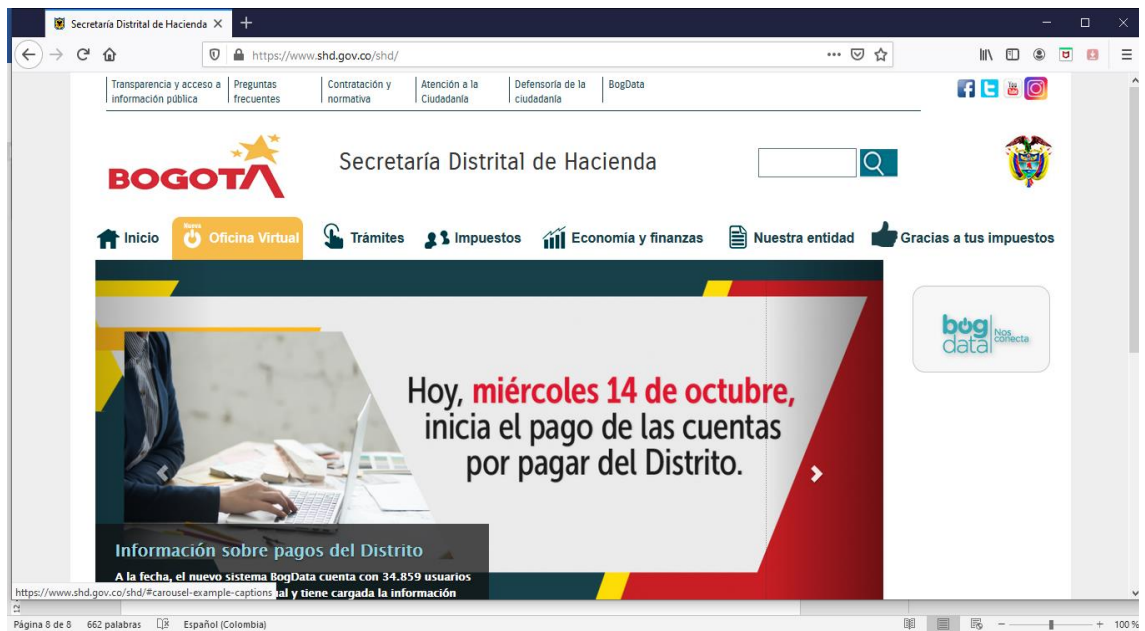 Secretaría Distrital de Hacienda
https://www.shd.gov.co/shd/
Transparencia y acceso a
información pública
Preguntas
frecuentes
Contratación y
normativa
Atención a la
Ciudadanía
Defensoría de la
ciudadanía
BogData
BOGOTÁ
Secretaría Distrital de Hacienda
Inicio
Nueva
Oficina Virtual
Trámites
Impuestos
Economía y finanzas
Nuestra entidad
Gracias a tus impuestos
bog
data
Nos
conecta
Hoy, miércoles 14 de octubre,
inicia el pago de las cuentas
por pagar del Distrito.
Información sobre pagos del Distrito
A la fecha, el nuevo sistema BogData cuenta con 34.859 usuarios
ual y tiene cargada la información
https://www.shd.gov.co/shd/#carousel-example-captions
Página 8 de 8 662 palabras Español (Colombia) 100 %